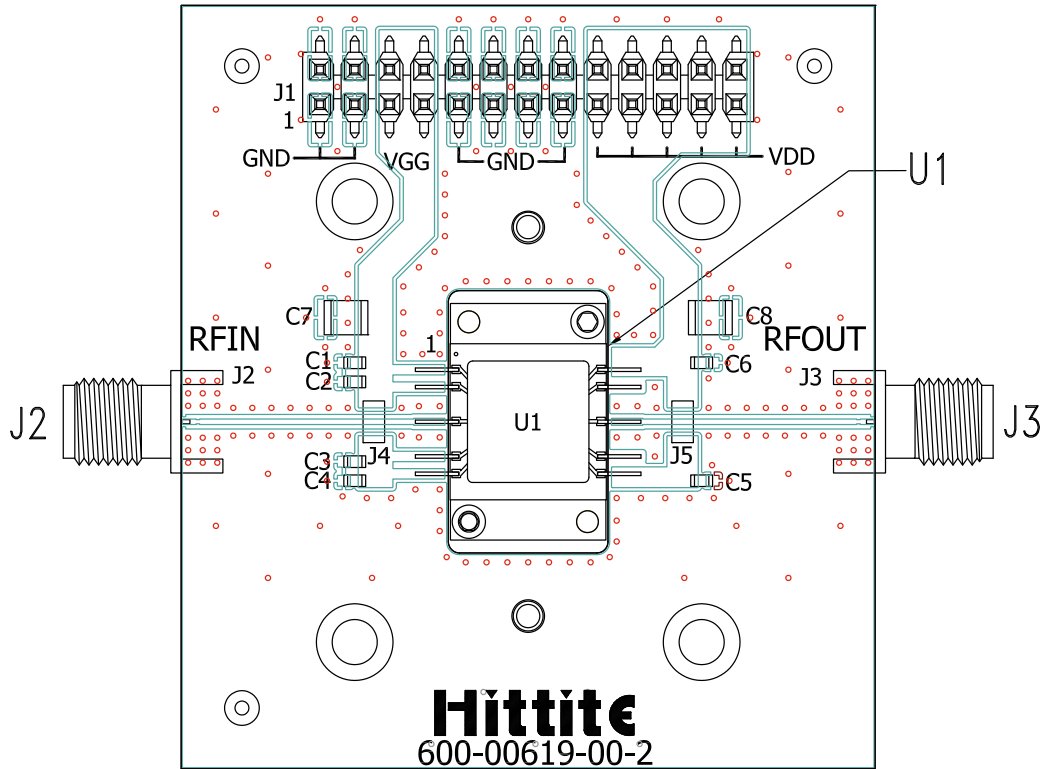 J1
1
GND
VGG
GND
VDD
U1
C7
C8
RFIN
RFOUT
1
C1
C6
J2
C2
J3
J2
U1
J3
J4
J5
C3
C4
C5
Hittite
600-00619-00-2